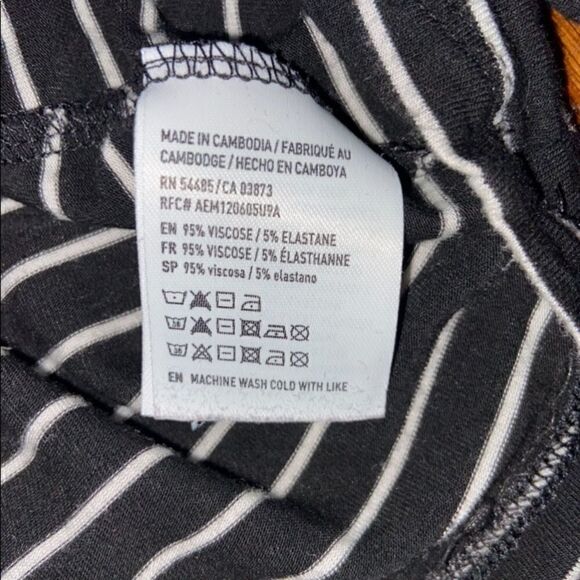 MADE IN CAMBODIA / FABRIQUÉ AU
CAMBODGE / HECHO EN CAMBOYA
RN 54485/CA 03873
RFC# AEM120605U9A
EN 95% VISCOSE / 5% ELASTANE
FR 95% VISCOSE / 5% ÉLASTHANNE
SP 95% viscosa / 5% elastano
EN MACHINE WASH COLD WITH LIKE